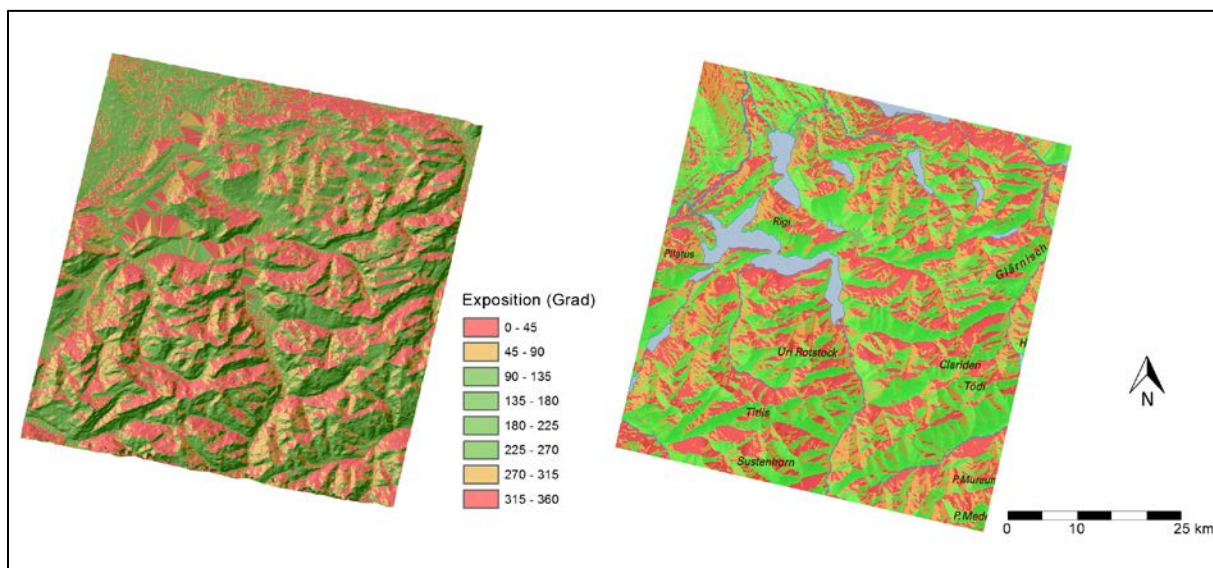 Exposition (Grad)
0 - 45
45 - 90
90 - 135
135 - 180
180 - 225
225 - 270
270 - 315
315 - 360
Rigi
Pilatus
Glärnisch
Uri Rotstock
H
Clariden
Tödi
Titlis
Sustenhorn
P.Mureun
P.Mede
N
0 10 25 km